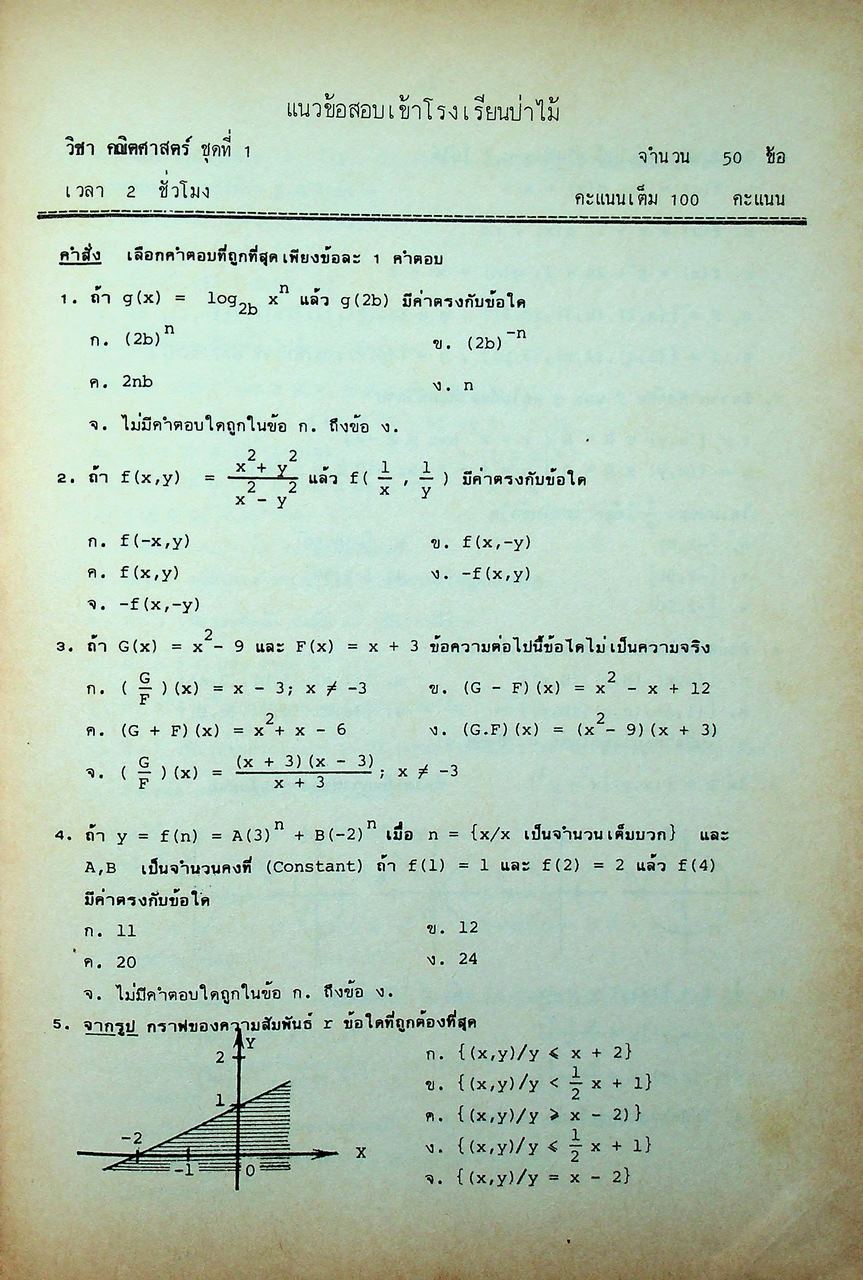 แนวข้อสอบเข้าโรงเรียนป่าไม้
วิชา คณิตศาสตร์ ชุดที่ 1 จำนวน 50 ข้อ
เวลา 2 ชั่วโมง คะแนนเต็ม 100 คะแนน
คำสั่ง เลือกคำตอบที่ถูกที่สุดเพียงข้อละ 1 คำตอบ
1. ถ้า g(x) = log₂b xⁿ แล้ว g(2b) มีค่าตรงกับข้อใด
ก. (2b)ⁿ ข. (2b)⁻ⁿ
ค. 2nb ง. n
จ. ไม่มีคำตอบใดถูกในข้อ ก. ถึงข้อ ง.
2. ถ้า f(x,y) = (x² + y²)/(x² - y²) แล้ว f( 1/x , 1/y ) มีค่าตรงกับข้อใด
ก. f(-x,y) ข. f(x,-y)
ค. f(x,y) ง. -f(x,y)
จ. -f(x,-y)
3. ถ้า G(x) = x² - 9 และ F(x) = x + 3 ข้อความต่อไปนี้ข้อใดไม่เป็นความจริง
ก. ( G/F )(x) = x - 3; x ≠ -3 ข. (G - F)(x) = x² - x + 12
ค. (G + F)(x) = x² + x - 6 ง. (G.F)(x) = (x² - 9)(x + 3)
จ. ( G/F )(x) = (x + 3)(x - 3)/x + 3 ; x ≠ -3
4. ถ้า y = f(n) = A(3)ⁿ + B(-2)ⁿ เมื่อ n = {x/x เป็นจำนวนเต็มบวก} และ
A,B เป็นจำนวนคงที่ (Constant) ถ้า f(1) = 1 และ f(2) = 2 แล้ว f(4)
มีค่าตรงกับข้อใด
ก. 11 ข. 12
ค. 20 ง. 24
จ. ไม่มีคำตอบใดถูกในข้อ ก. ถึงข้อ ง.
5. จากรูป กราฟของความสัมพันธ์ r ข้อใดที่ถูกต้องที่สุด
Y
2
1
-2
-1
0
X
ก. {(x,y)/y ⩽ x + 2}
ข. {(x,y)/y < 1/2 x + 1}
ค. {(x,y)/y ⩾ x - 2)}
ง. {(x,y)/y ⩽ 1/2 x + 1}
จ. {(x,y)/y = x - 2}